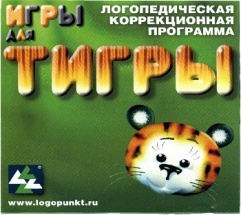 ИГРЫ
ДЛЯ
ТИГРЫ
ЛОГОПЕДИЧЕСКАЯ
КОРРЕКЦИОННАЯ
ПРОГРАММА
www.logopunkt.ru